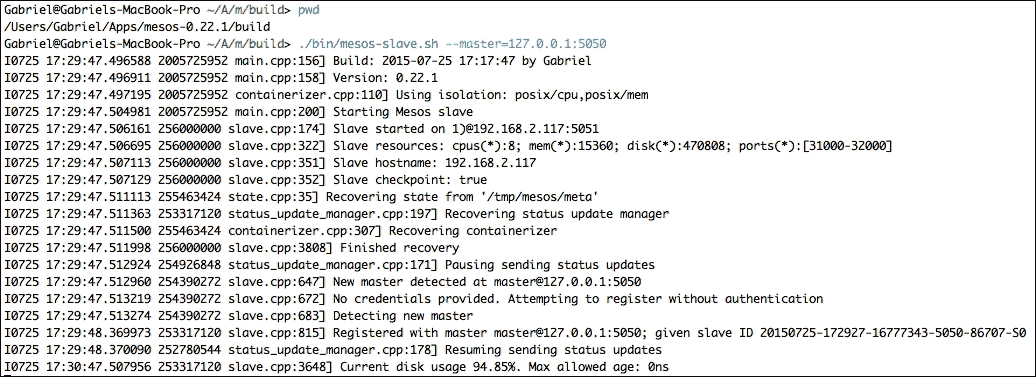 Gabriel@Gabriels-MacBook-Pro ~/A/m/build> pwd
/Users/Gabriel/Apps/mesos-0.22.1/build
Gabriel@Gabriels-MacBook-Pro ~/A/m/build> ./bin/mesos-slave.sh --master=127.0.0.1:5050
I0725 17:29:47.496588 2005725952 main.cpp:156] Build: 2015-07-25 17:17:47 by Gabriel
I0725 17:29:47.496911 2005725952 main.cpp:158] Version: 0.22.1
I0725 17:29:47.497195 2005725952 containerizer.cpp:110] Using isolation: posix/cpu,posix/mem
I0725 17:29:47.504981 2005725952 main.cpp:200] Starting Mesos slave
I0725 17:29:47.506161 256000000 slave.cpp:174] Slave started on 1)@192.168.2.117:5051
I0725 17:29:47.506695 256000000 slave.cpp:322] Slave resources: cpus(*):8; mem(*):15360; disk(*):470808; ports(*):[31000-32000]
I0725 17:29:47.507113 256000000 slave.cpp:351] Slave hostname: 192.168.2.117
I0725 17:29:47.507129 256000000 slave.cpp:352] Slave checkpoint: true
I0725 17:29:47.511113 255463424 state.cpp:35] Recovering state from '/tmp/mesos/meta'
I0725 17:29:47.511363 253317120 status_update_manager.cpp:197] Recovering status update manager
I0725 17:29:47.511500 255463424 containerizer.cpp:307] Recovering containerizer
I0725 17:29:47.511998 256000000 slave.cpp:3808] Finished recovery
I0725 17:29:47.512924 254926848 status_update_manager.cpp:171] Pausing sending status updates
I0725 17:29:47.512960 254390272 slave.cpp:647] New master detected at master@127.0.0.1:5050
I0725 17:29:47.513219 254390272 slave.cpp:672] No credentials provided. Attempting to register without authentication
I0725 17:29:47.513274 254390272 slave.cpp:683] Detecting new master
I0725 17:29:48.369973 253317120 slave.cpp:815] Registered with master master@127.0.0.1:5050; given slave ID 20150725-172927-16777343-5050-86707-S0
I0725 17:29:48.370090 252780544 status_update_manager.cpp:178] Resuming sending status updates
I0725 17:30:47.507956 253317120 slave.cpp:3648] Current disk usage 94.85%. Max allowed age: 0ns